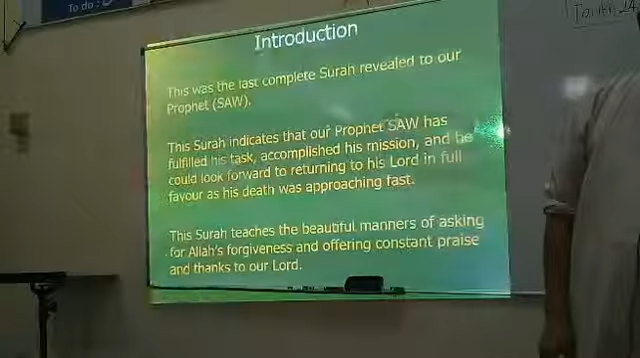 To do :
Introduction
This was the last complete Surah revealed to our
Prophet (SAW).
This Surah indicates that our Prophet SAW has
fulfilled his task, accomplished his mission, and he
could look forward to returning to his Lord in full
favour as his death was approaching fast.
This Surah teaches the beautiful manners of asking
for Allah's forgiveness and offering constant praise
and thanks to our Lord.